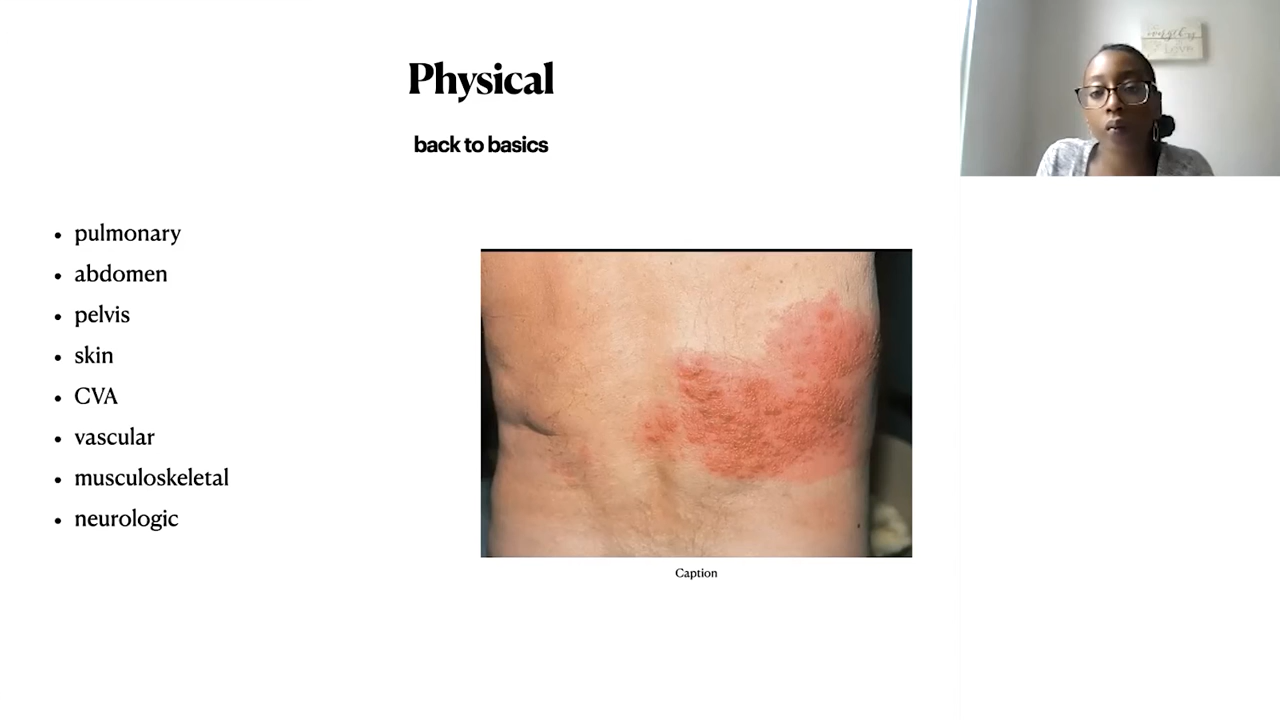 Physical
back to basics
• pulmonary
• abdomen
• pelvis
• skin
• CVA
• vascular
• musculoskeletal
• neurologic
Caption